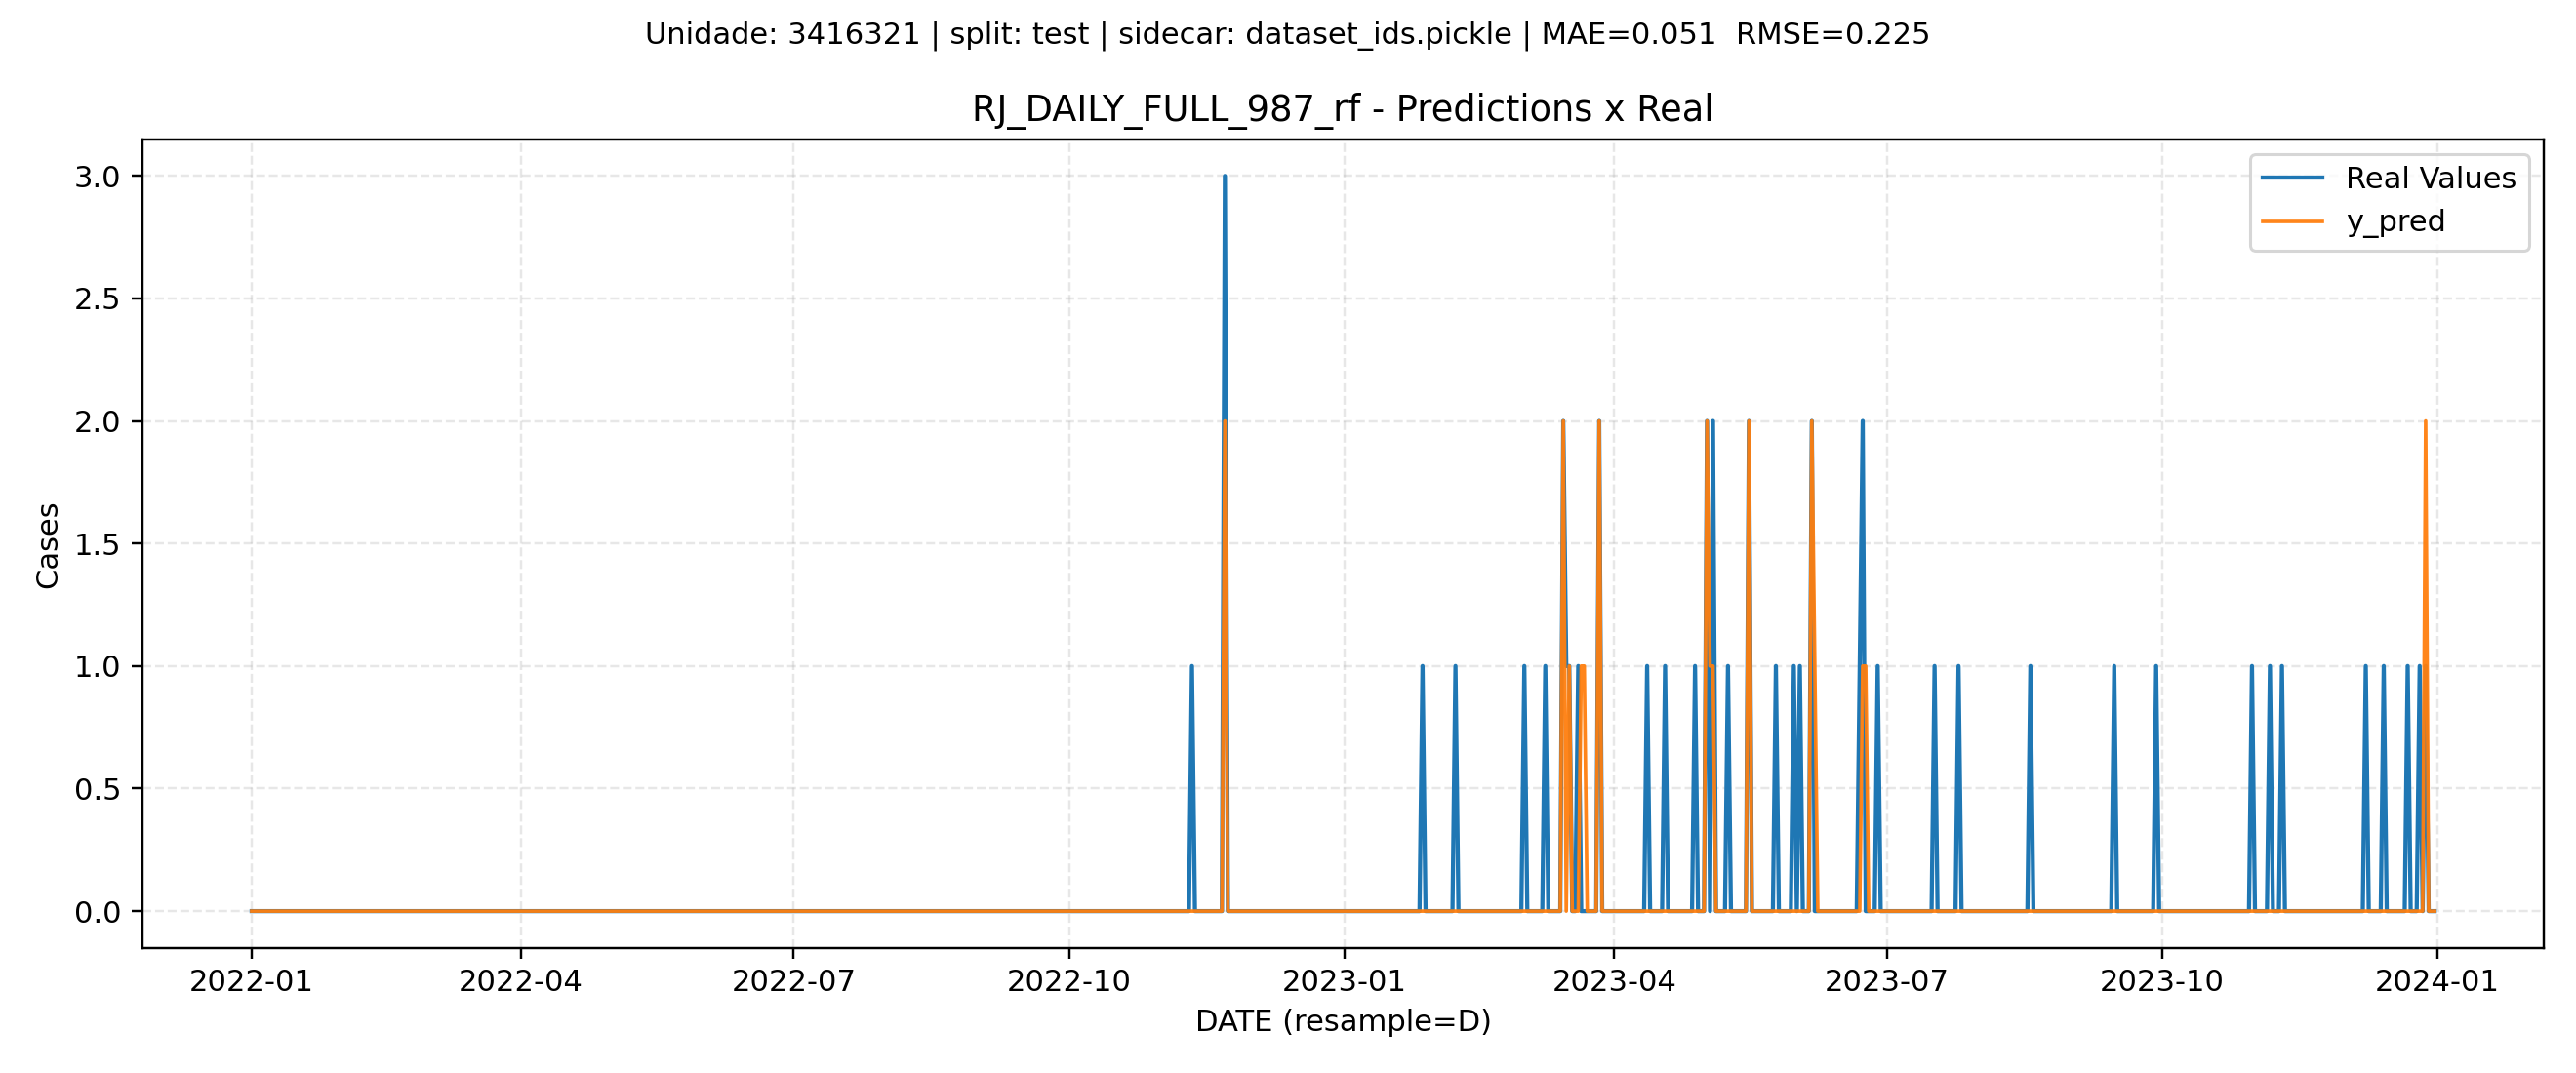 Unidade: 3416321 | split: test | sidecar: dataset_ids.pickle | MAE=0.051  RMSE=0.225
RJ_DAILY_FULL_987_rf - Predictions x Real
Real Values
y_pred
Cases
3.0
2.5
2.0
1.5
1.0
0.5
0.0
2022-01 2022-04 2022-07 2022-10 2023-01 2023-04 2023-07 2023-10 2024-01
DATE (resample=D)